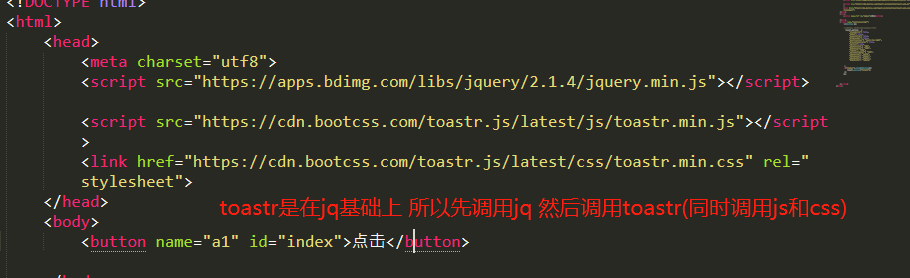 <!DOCTYPE html>
<html>
<head>
<meta charset="utf8">
<script src="https://apps.bdimg.com/libs/jquery/2.1.4/jquery.min.js"></script>
<script src="https://cdn.bootcss.com/toastr.js/latest/js/toastr.min.js"></script
>
<link href="https://cdn.bootcss.com/toastr.js/latest/css/toastr.min.css" rel="
stylesheet">
</head>
toastr是在jq基础上 所以先调用jq 然后调用toastr(同时调用js和css)
<body>
<button name="a1" id="index">点击</button>